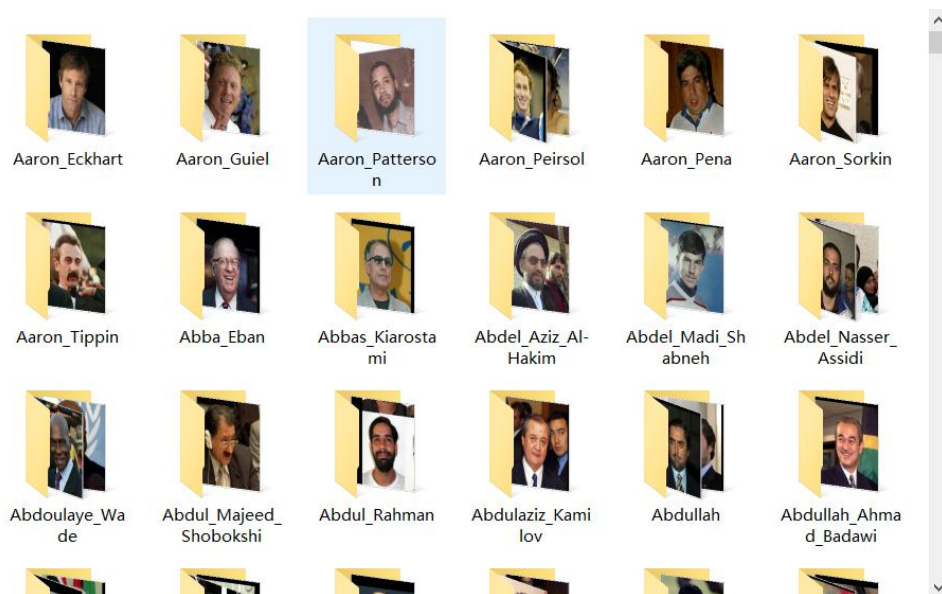 Aaron_Eckhart
Aaron_Guiel
Aaron_Patterso
n
Aaron_Peirsol
Aaron_Pena
Aaron_Sorkin
Aaron_Tippin
Abba_Eban
Abbas_Kiarosta
mi
Abdel_Aziz_Al-
Hakim
Abdel_Madi_Sh
abneh
Abdel_Nasser_
Assidi
Abdoulaye_Wa
de
Abdul_Majeed_
Shobokshi
Abdul_Rahman
Abdulaziz_Kami
lov
Abdullah
Abdullah_Ahma
d_Badawi